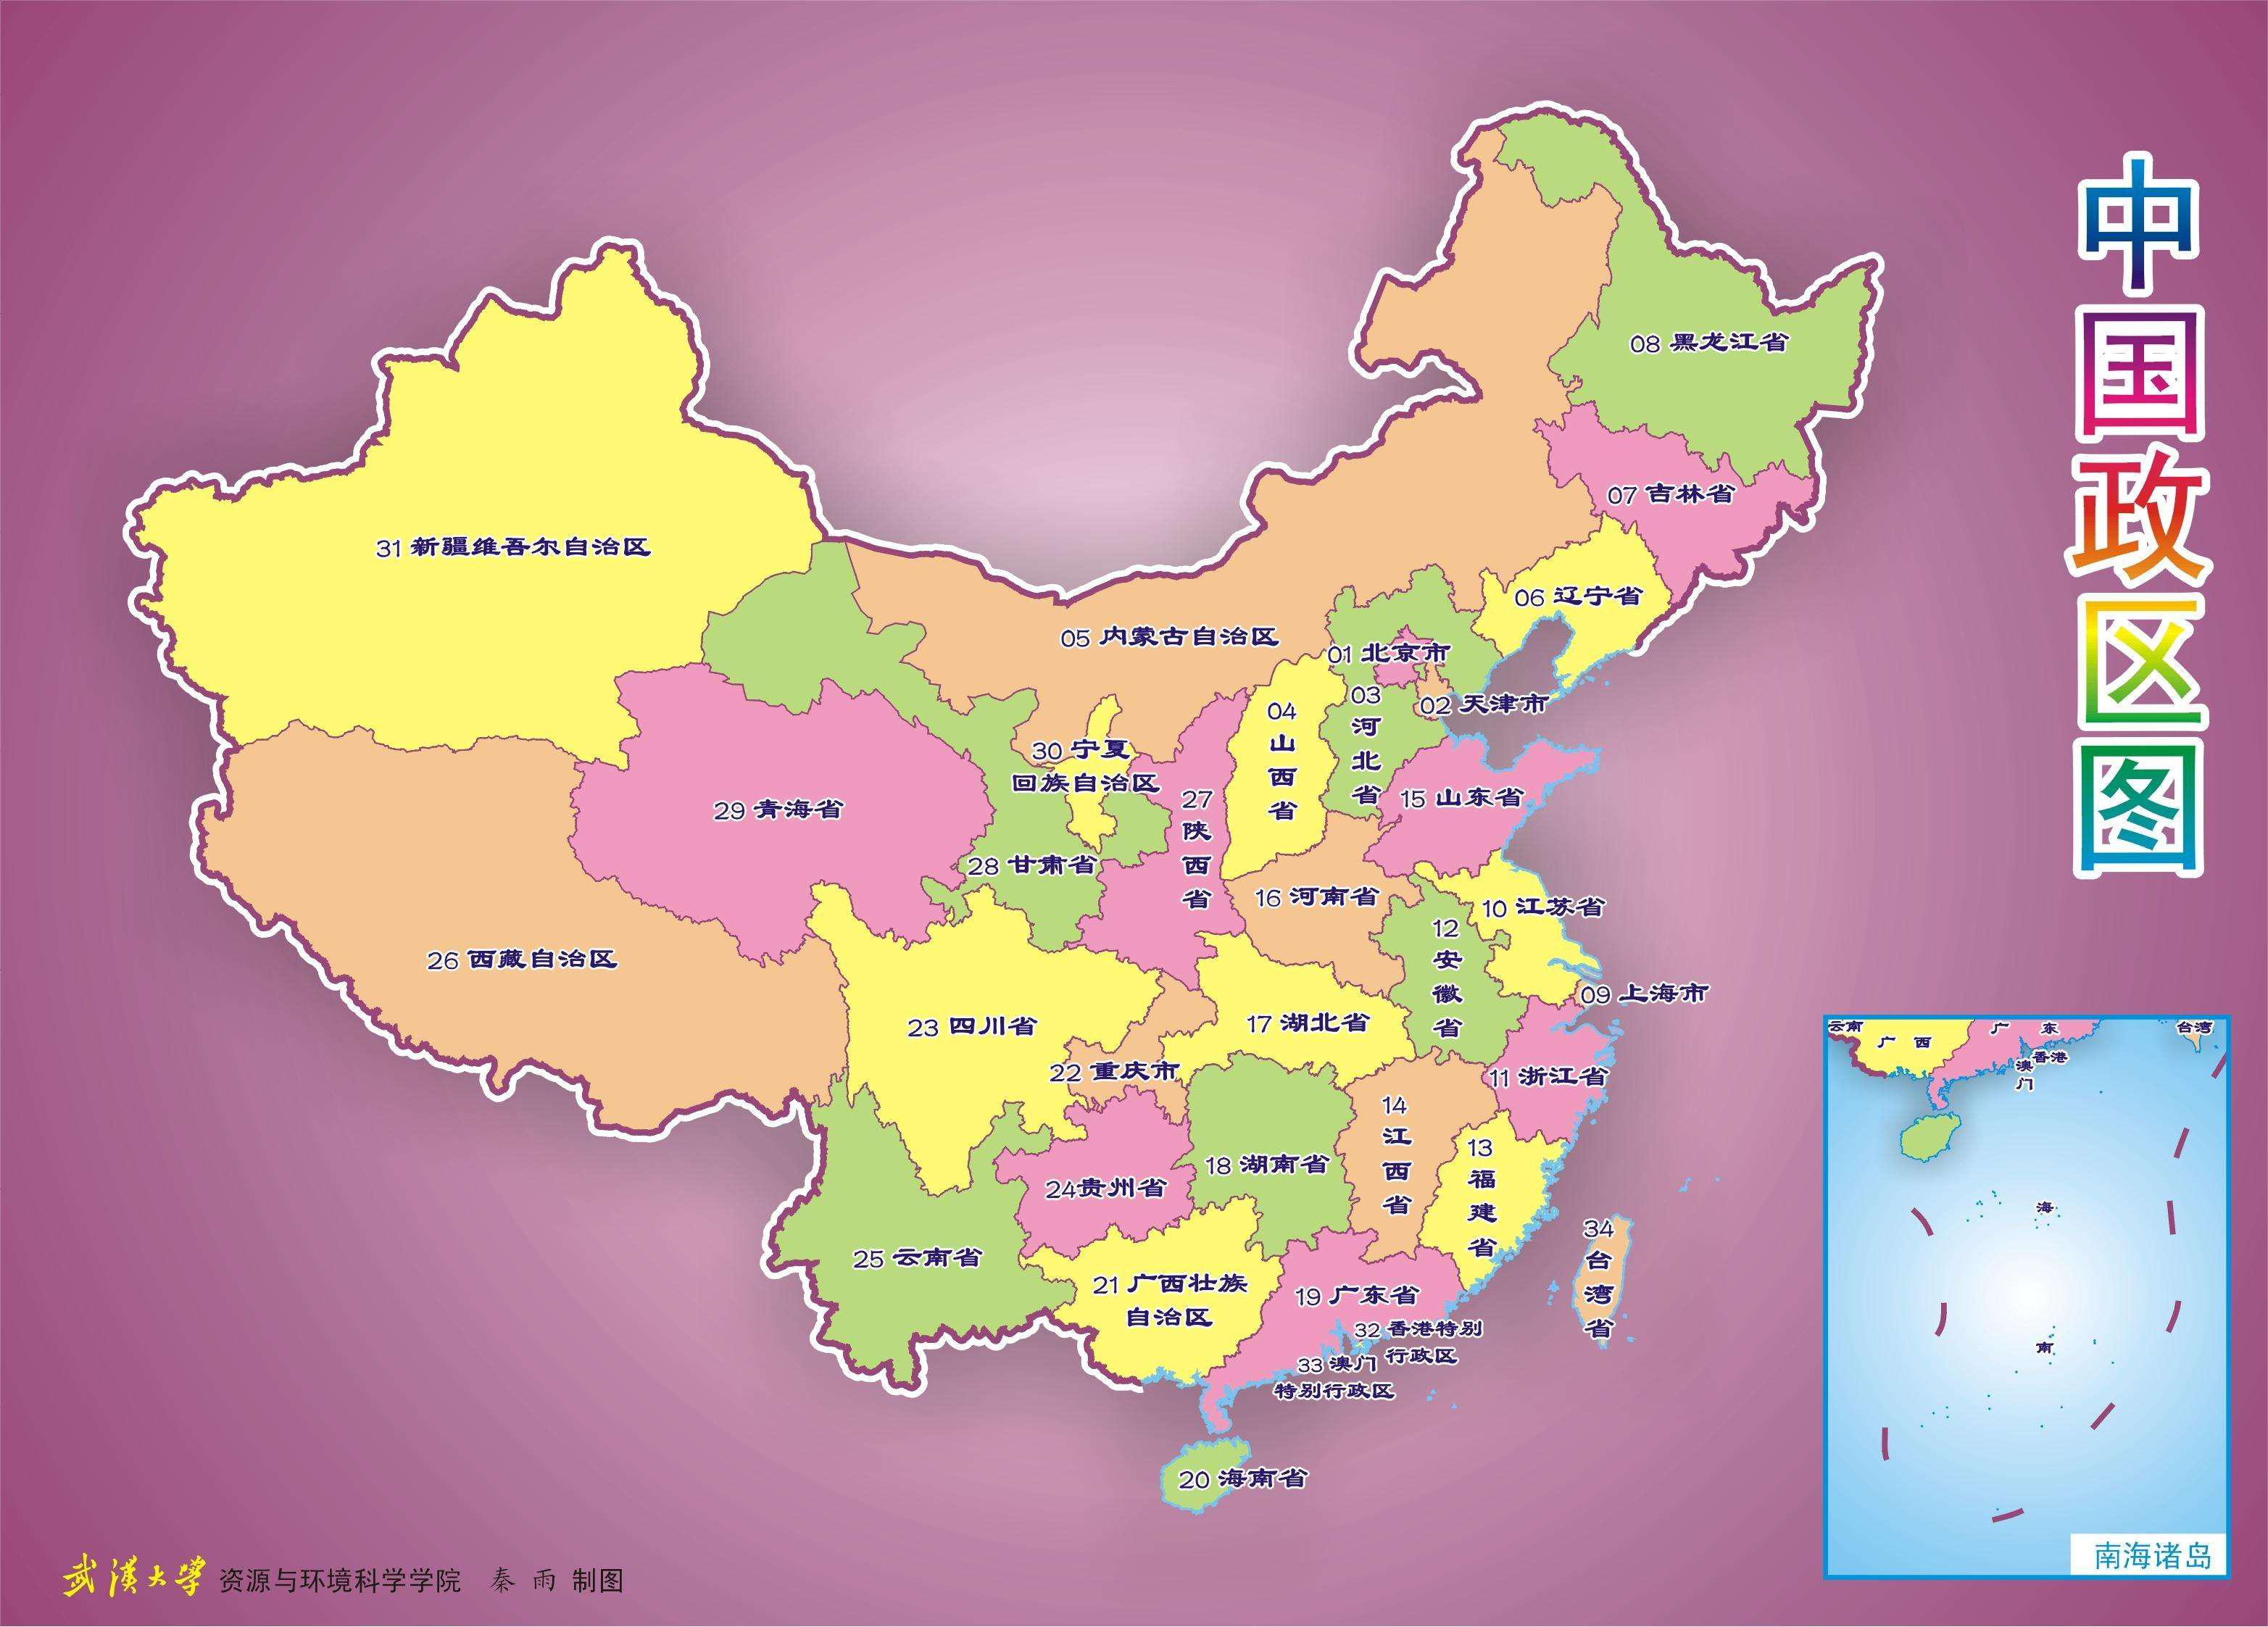 中国政区图
08 黑龙江省
07 吉林省
31 新疆维吾尔自治区
06 辽宁省
05 内蒙古自治区
01 北京市
03 河北省
02 天津市
04 山西省
30 宁夏
回族自治区
15 山东省
29 青海省
27 陕西省
28 甘肃省
16 河南省
10 江苏省
12 安徽省
26 西藏自治区
09 上海市
23 四川省
17 湖北省
22 重庆市
11 浙江省
14 江西省
13 福建省
18 湖南省
24贵州省
25 云南省
34 台湾省
21 广西壮族
自治区
19 广东省
32 香港特别
行政区
33 澳门
特别行政区
20 海南省
云南
广西
广东
台湾
香港
澳门
海
南
南海诸岛
武漢大學 资源与环境科学学院 秦雨 制图